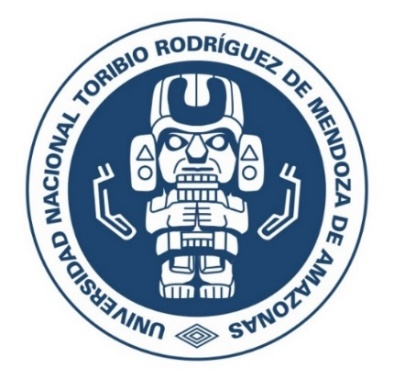 UNIVERSIDAD NACIONAL TORIBIO RODRÍGUEZ DE MENDOZA DE AMAZONAS